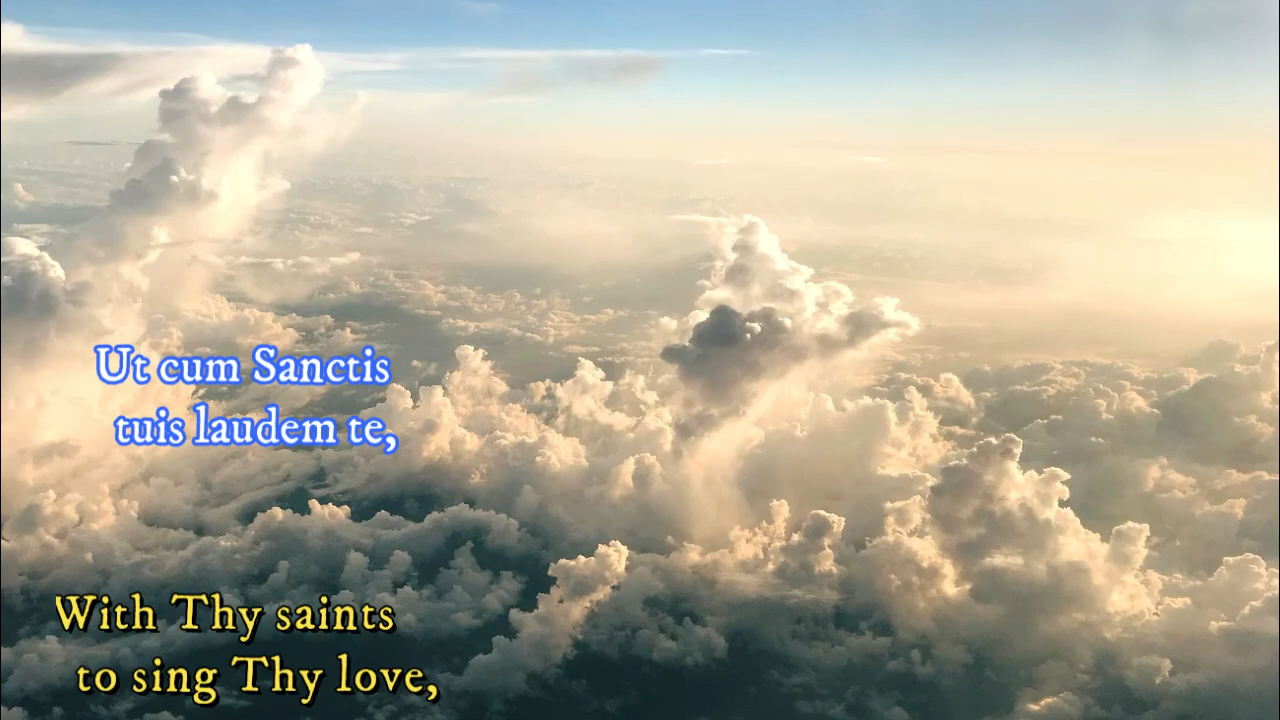 Ut cum Sanctis
tuis laudem te,
With Thy saints
to sing Thy love,